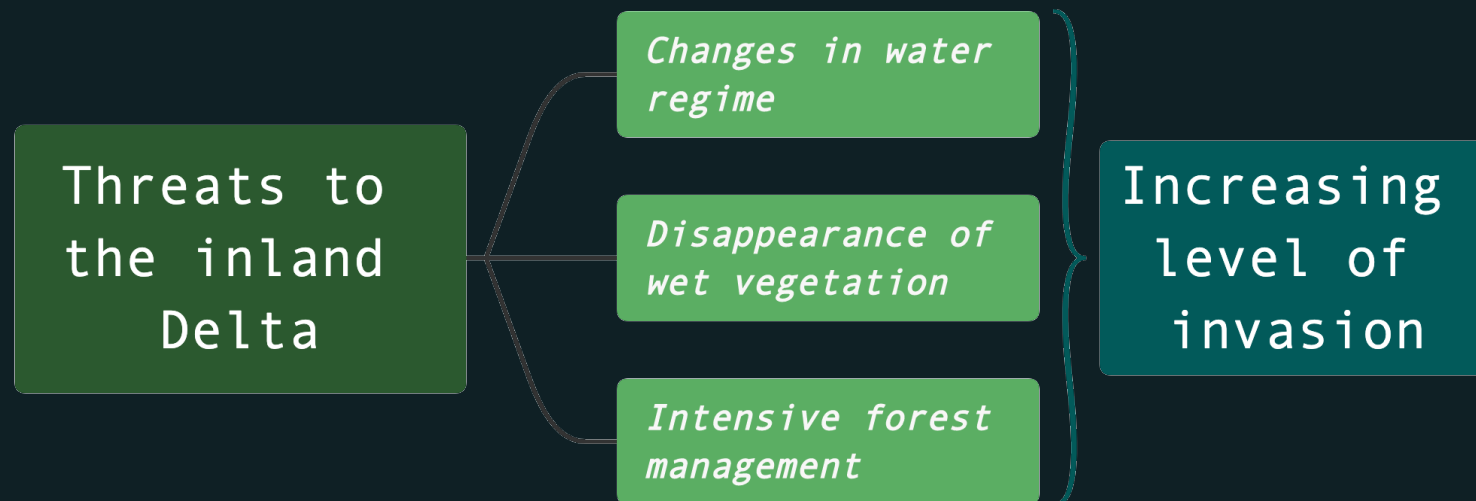 Threats to
the inland
Delta
Changes in water
regime
Disappearance of
wet vegetation
Intensive forest
management
Increasing
level of
invasion